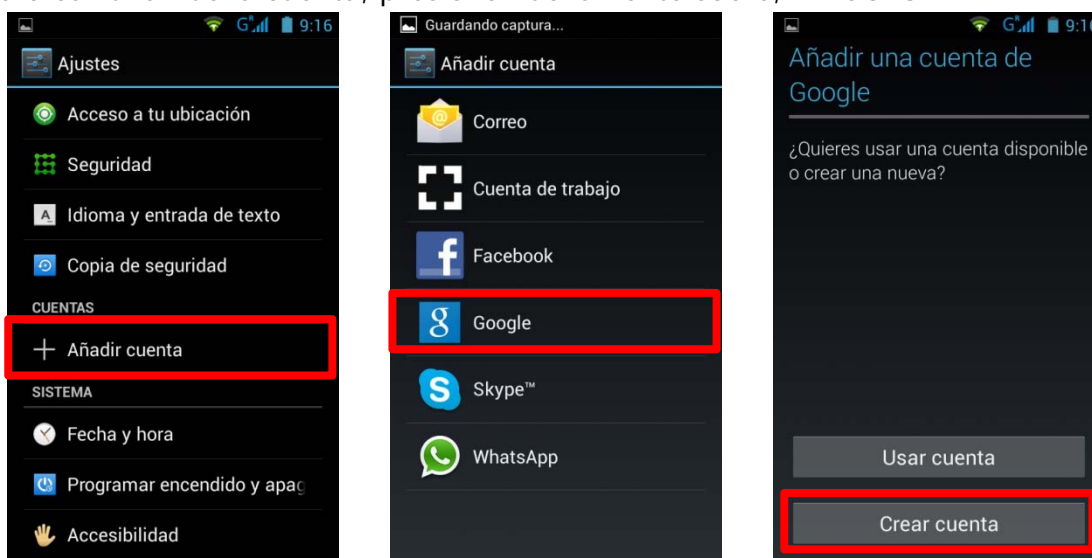 9:16
Ajustes
Acceso a tu ubicación
Seguridad
Idioma y entrada de texto
Copia de seguridad
CUENTAS
Añadir cuenta
SISTEMA
Fecha y hora
Programar encendido y apag
Accesibilidad
Guardando captura...
Añadir cuenta
Correo
Cuenta de trabajo
Facebook
Google
Skype™
WhatsApp
9:16
Añadir una cuenta de
Google
¿Quieres usar una cuenta disponible
o crear una nueva?
Usar cuenta
Crear cuenta